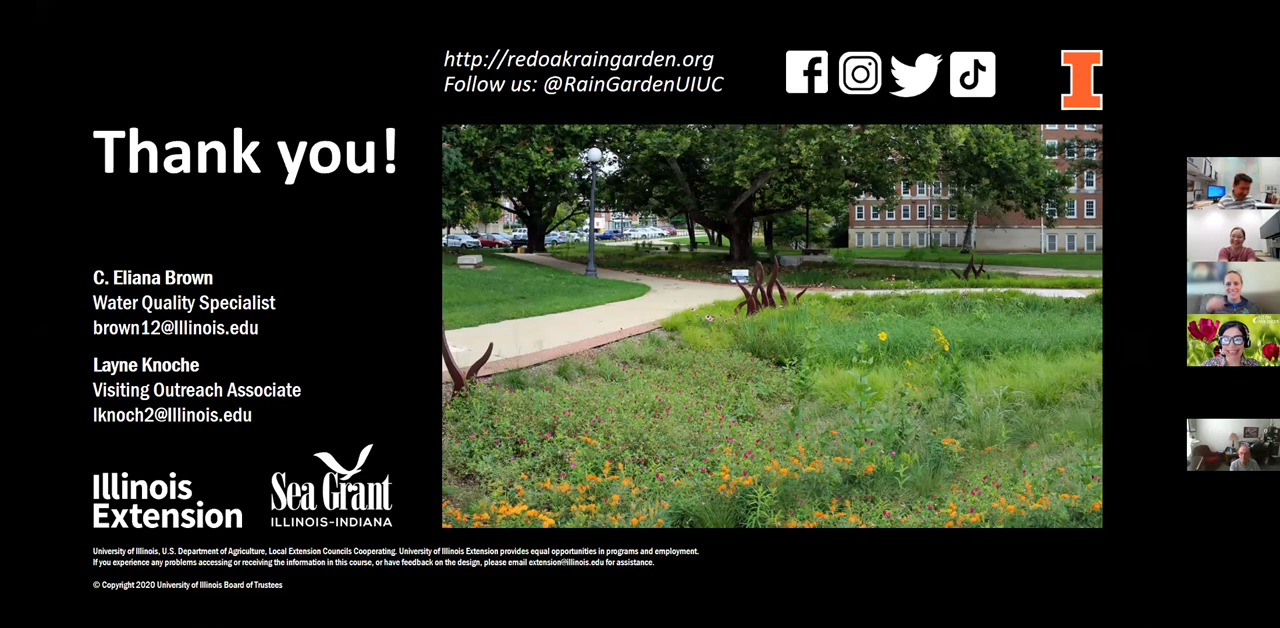 http://redoakraingarden.org
Follow us: @RainGardenUIUC
Thank you!
C. Eliana Brown
Water Quality Specialist
brown12@Illinois.edu
Layne Knoche
Visiting Outreach Associate
lknoch2@Illinois.edu
Illinois
Extension
Sea Grant
ILLINOIS-INDIANA
University of Illinois, U.S. Department of Agriculture, Local Extension Councils Cooperating. University of Illinois Extension provides equal opportunities in programs and employment.
If you experience any problems accessing or receiving the information in this course, or have feedback on the design, please email extension@illinois.edu for assistance.
© Copyright 2020 University of Illinois Board of Trustees